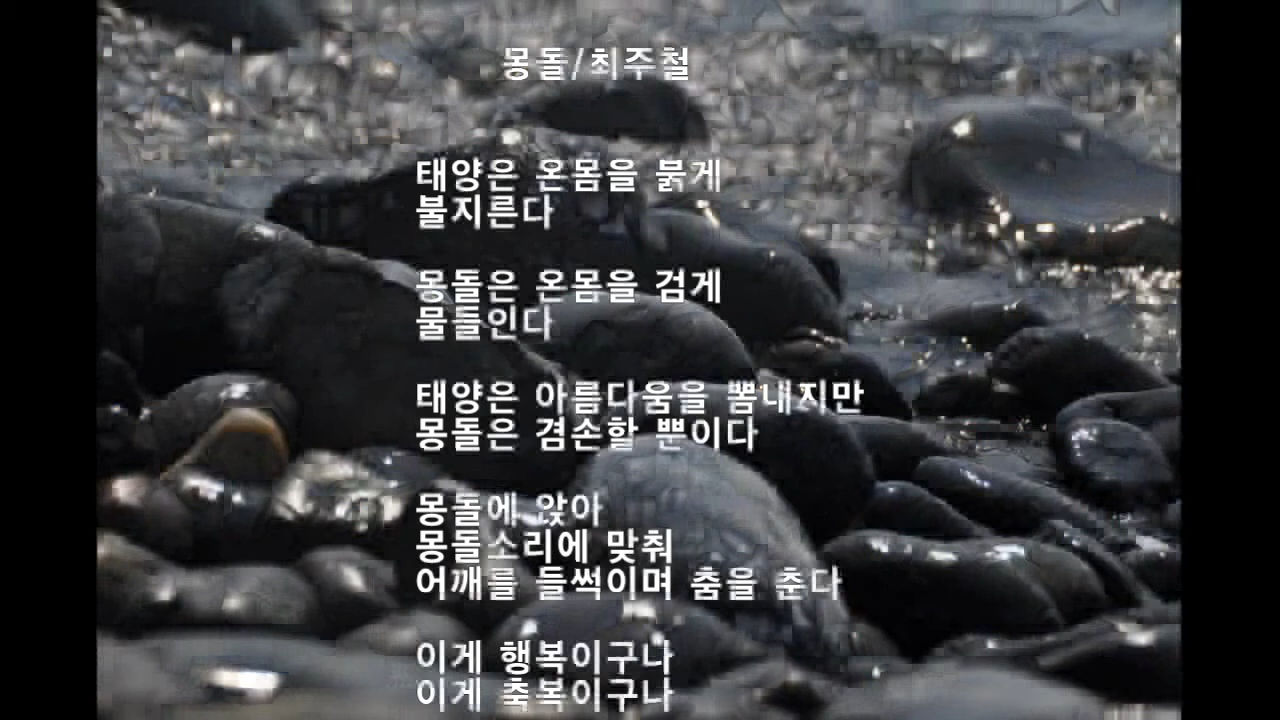 몽돌/최주철
태양은 온몸을 붉게
불지른다
몽돌은 온몸을 검게
물들인다
태양은 아름다움을 뽐내지만
몽돌은 겸손할 뿐이다
몽돌에 앉아
몽돌소리에 맞춰
어깨를 들썩이며 춤을 춘다
이게 행복이구나
이게 축복이구나